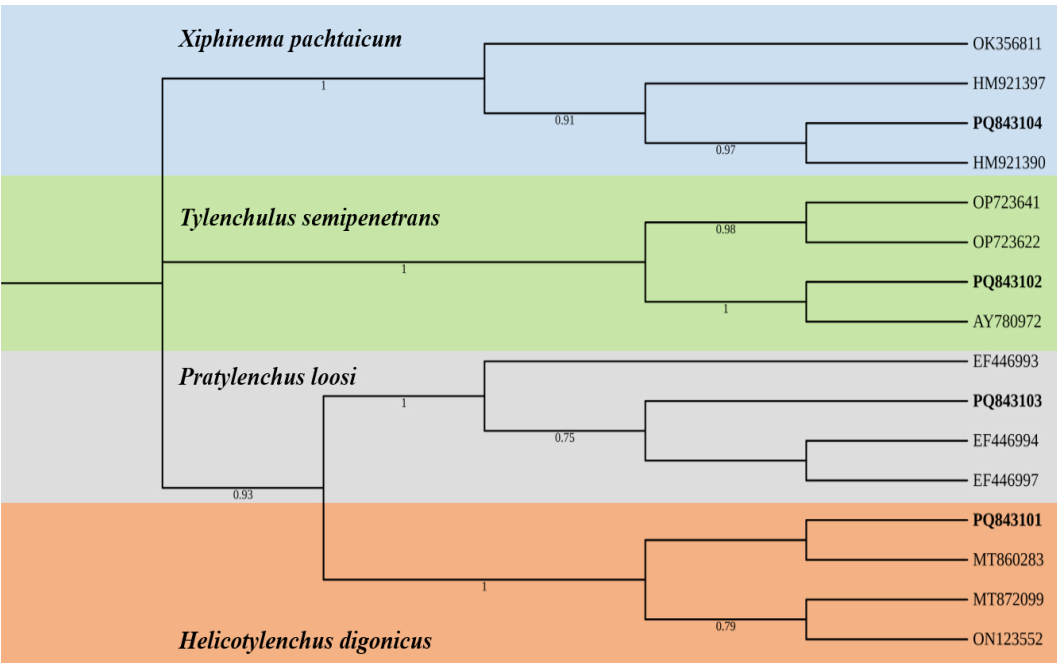 Xiphinema pachtaicum
OK356811
1
HM921397
0.91
PQ843104
0.97
HM921390
OP723641
Tylenchulus semipenetrans
0.98
OP723622
1
PQ843102
1
AY780972
EF446993
Pratylenchus loosi
1
PQ843103
0.75
EF446994
EF446997
0.93
PQ843101
MT860283
1
MT872099
0.79
ON123552
Helicotylenchus digonicus